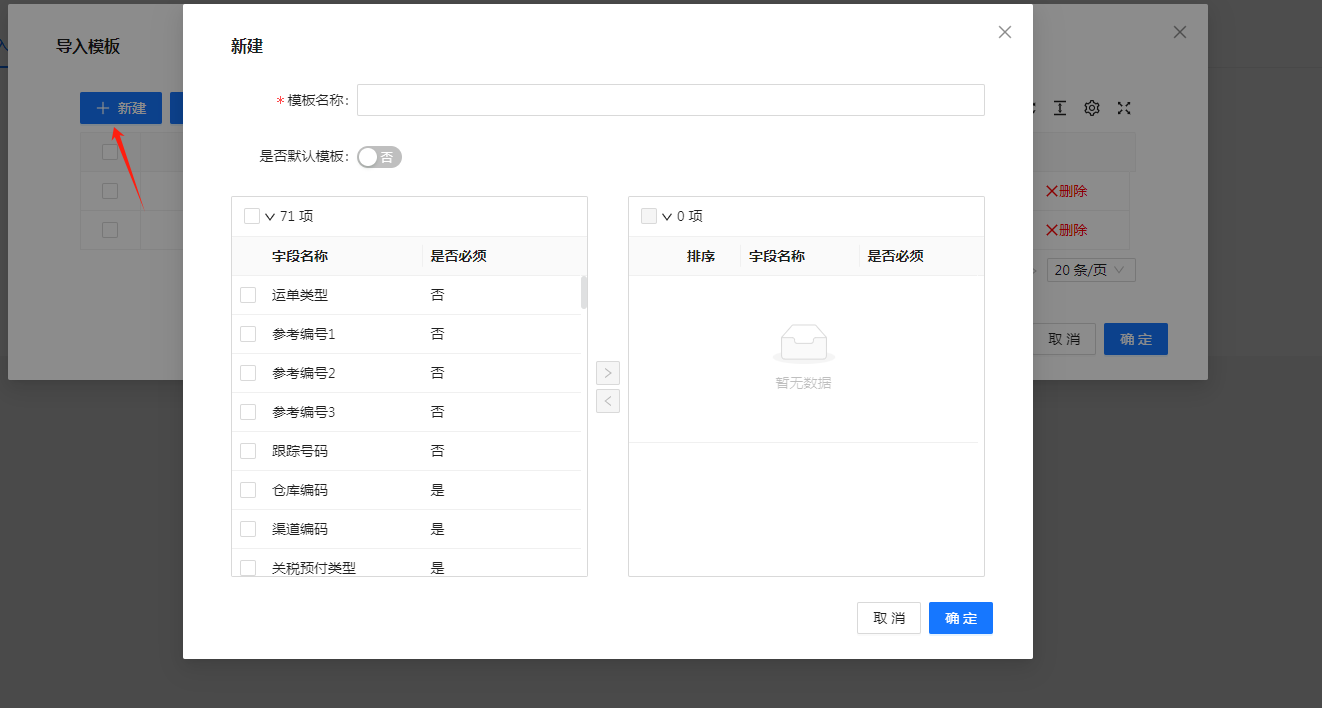 导入模板
新建
新建
* 模板名称:
是否默认模板: 否
71 项
字段名称 是否必须
运单类型 否
参考编号1 否
参考编号2 否
参考编号3 否
跟踪号码 否
仓库编码 是
渠道编码 是
关税预付类型 是
0 项
排序 字段名称 是否必须
暂无数据
取 消 确 定
删除
删除
20 条/页
取 消 确 定